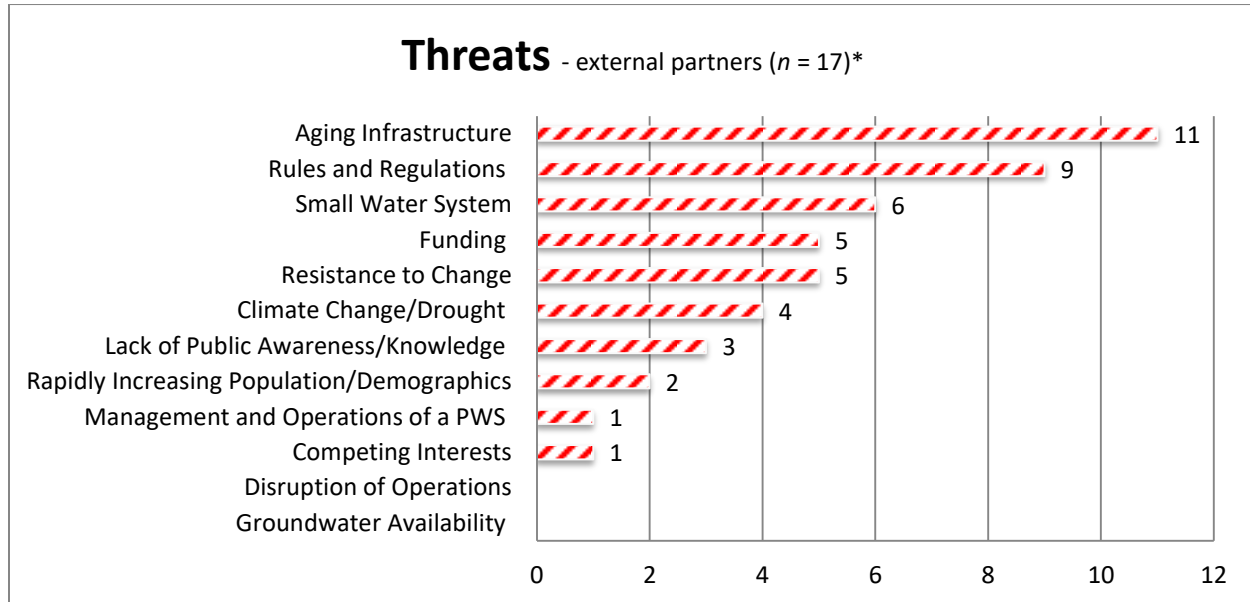 Threats - external partners (n = 17)*
Aging Infrastructure 11
Rules and Regulations 9
Small Water System 6
Funding 5
Resistance to Change 5
Climate Change/Drought 4
Lack of Public Awareness/Knowledge 3
Rapidly Increasing Population/Demographics 2
Management and Operations of a PWS 1
Competing Interests 1
Disruption of Operations
Groundwater Availability
0 2 4 6 8 10 12